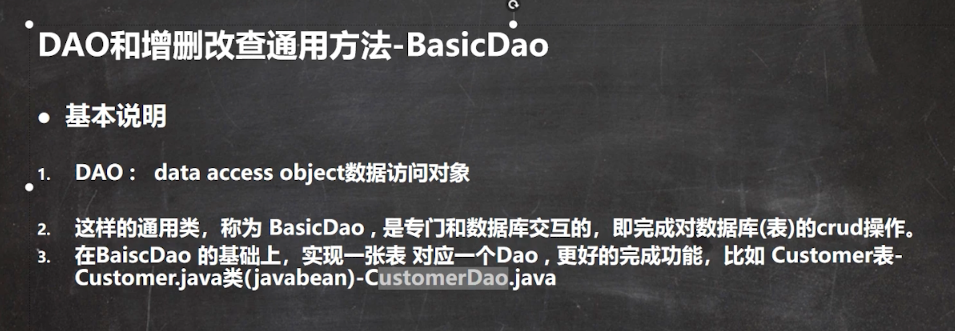 DAO和增删改查通用方法-BasicDao
● 基本说明
1. DAO： data access object数据访问对象
2. 这样的通用类，称为 BasicDao , 是专门和数据库交互的，即完成对数据库(表)的crud操作。
3. 在BaiscDao 的基础上，实现一张表 对应一个Dao , 更好的完成功能，比如 Customer表-
Customer.java类(javabean)-CustomerDao.java